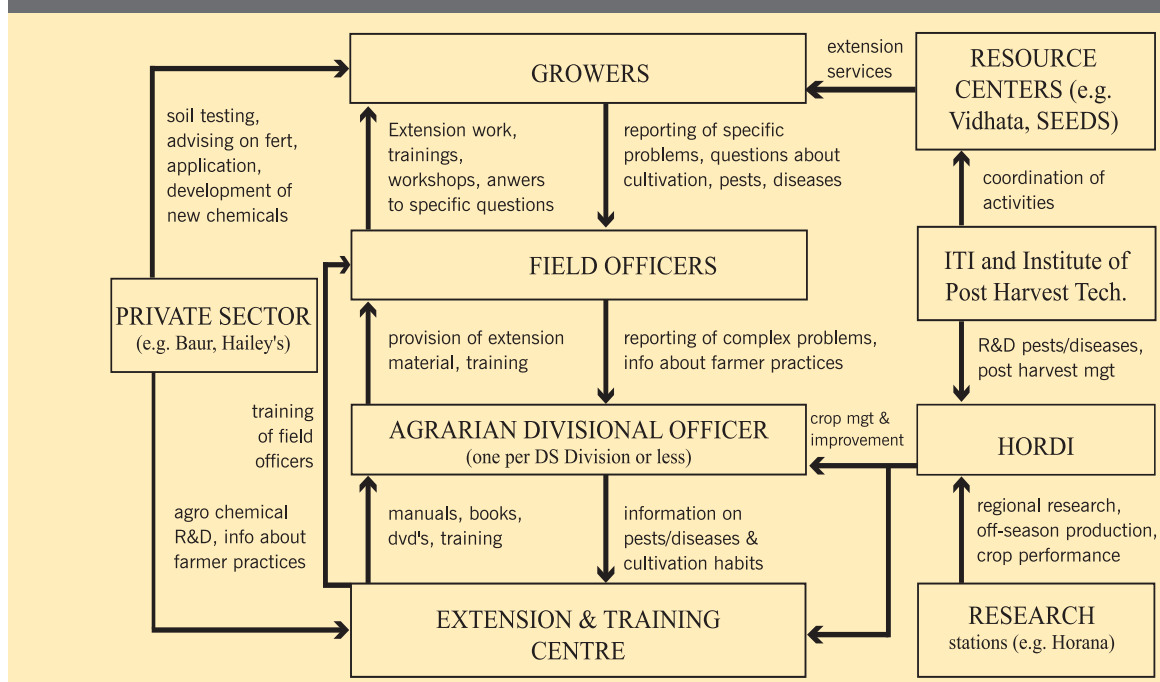 GROWERS
extension
services
RESOURCE
CENTERS (e.g.
Vidhata, SEEDS)
soil testing,
advising on fert,
application,
development of
new chemicals
Extension work,
trainings,
workshops, anwers
to specific questions
reporting of specific
problems, questions about
cultivation, pests, diseases
coordination of
activities
FIELD OFFICERS
ITI and Institute of
Post Harvest Tech.
PRIVATE SECTOR
(e.g. Baur, Hailey's)
provision of extension
material, training
reporting of complex problems,
info about farmer practices
R&D pests/diseases,
post harvest mgt
training
of field
officers
AGRARIAN DIVISIONAL OFFICER
(one per DS Division or less)
crop mgt &
improvement
HORDI
agro chemical
R&D, info about
farmer practices
manuals, books,
dvd's, training
information on
pests/diseases &
cultivation habits
regional research,
off-season production,
crop performance
EXTENSION & TRAINING
CENTRE
RESEARCH
stations (e.g. Horana)